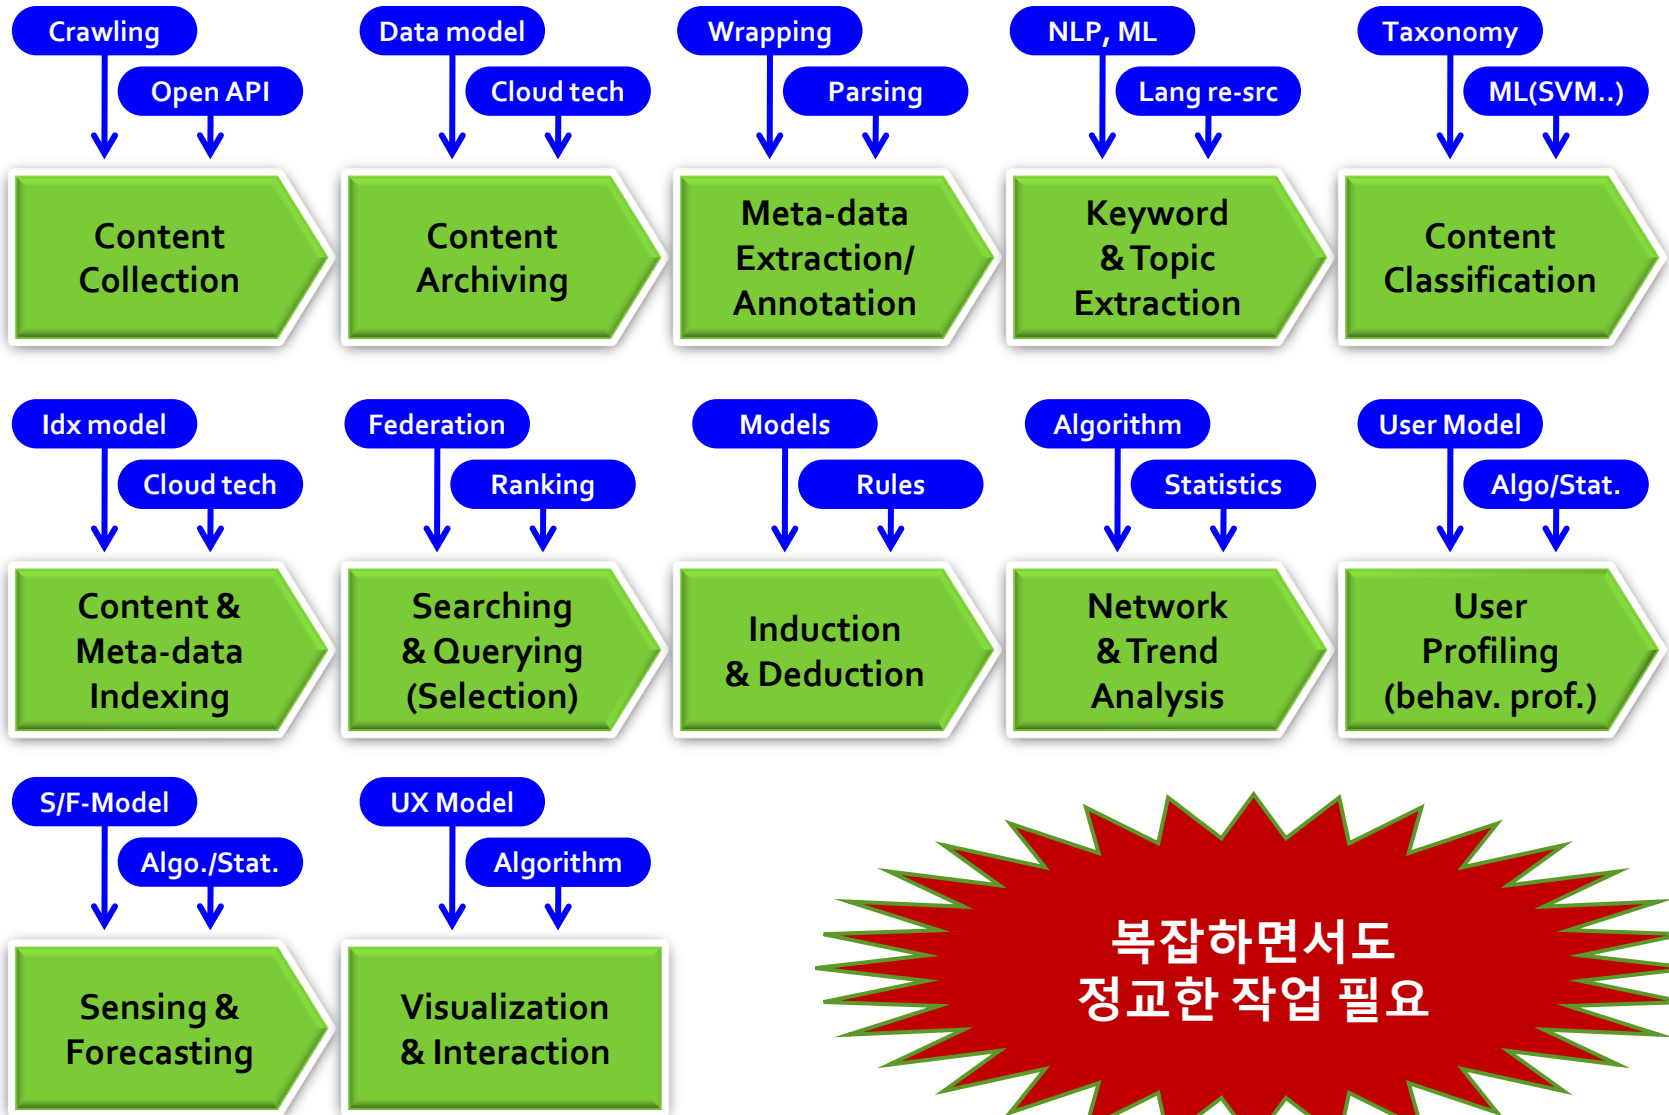 Crawling
Open API
Content
Collection
Data model
Cloud tech
Content
Archiving
Wrapping
Parsing
Meta-data
Extraction/
Annotation
NLP, ML
Lang re-src
Keyword
& Topic
Extraction
Taxonomy
ML(SVM..)
Content
Classification
Idx model
Cloud tech
Content &
Meta-data
Indexing
Federation
Ranking
Searching
& Querying
(Selection)
Models
Rules
Induction
& Deduction
Algorithm
Statistics
Network
& Trend
Analysis
User Model
Algo/Stat.
User
Profiling
(behav. prof.)
S/F-Model
Algo./Stat.
Sensing &
Forecasting
UX Model
Algorithm
Visualization
& Interaction
복잡하면서도
정교한 작업 필요